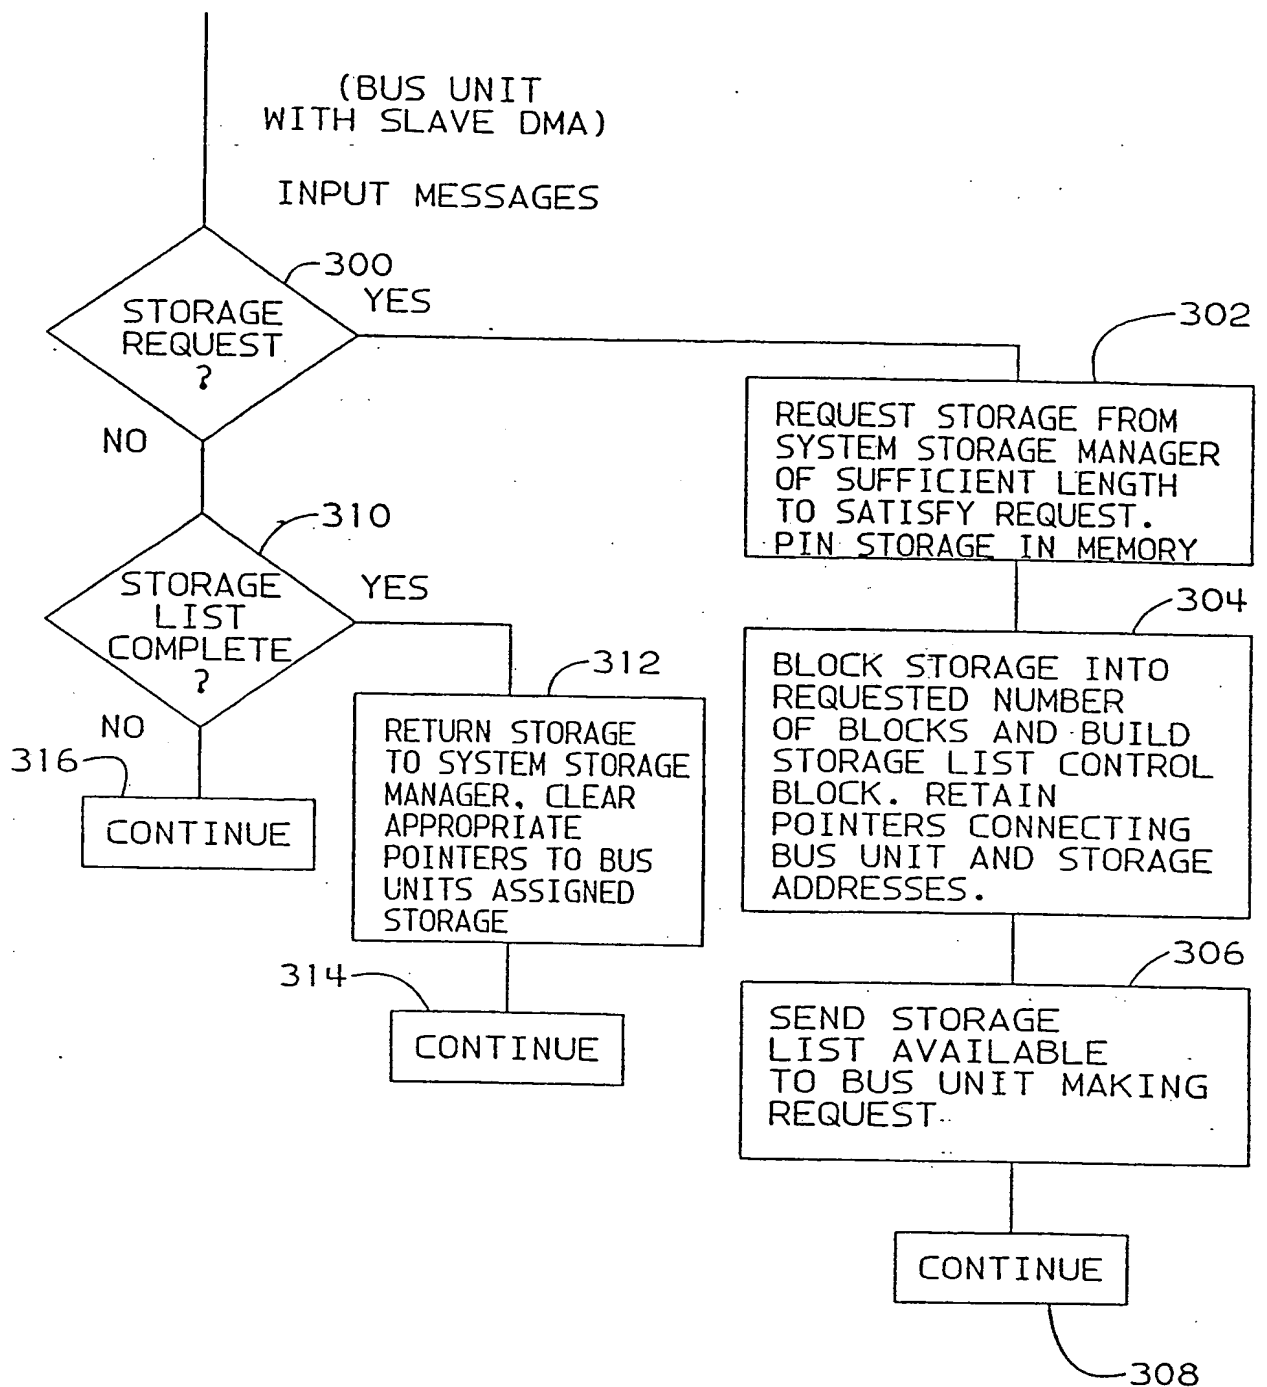 (BUS UNIT
WITH SLAVE DMA)
INPUT MESSAGES
300
STORAGE
REQUEST
?
YES
NO
302
REQUEST STORAGE FROM
SYSTEM STORAGE MANAGER
OF SUFFICIENT LENGTH
TO SATISFY REQUEST.
PIN STORAGE IN MEMORY
304
BLOCK STORAGE INTO
REQUESTED NUMBER
OF BLOCKS AND BUILD
STORAGE LIST CONTROL
BLOCK. RETAIN
POINTERS CONNECTING
BUS UNIT AND STORAGE
ADDRESSES.
306
SEND STORAGE
LIST AVAILABLE
TO BUS UNIT MAKING
REQUEST
CONTINUE
308
310
STORAGE
LIST
COMPLETE
?
YES
NO
312
RETURN STORAGE
TO SYSTEM STORAGE
MANAGER. CLEAR
APPROPRIATE
POINTERS TO BUS
UNITS ASSIGNED
STORAGE
314
CONTINUE
316
CONTINUE